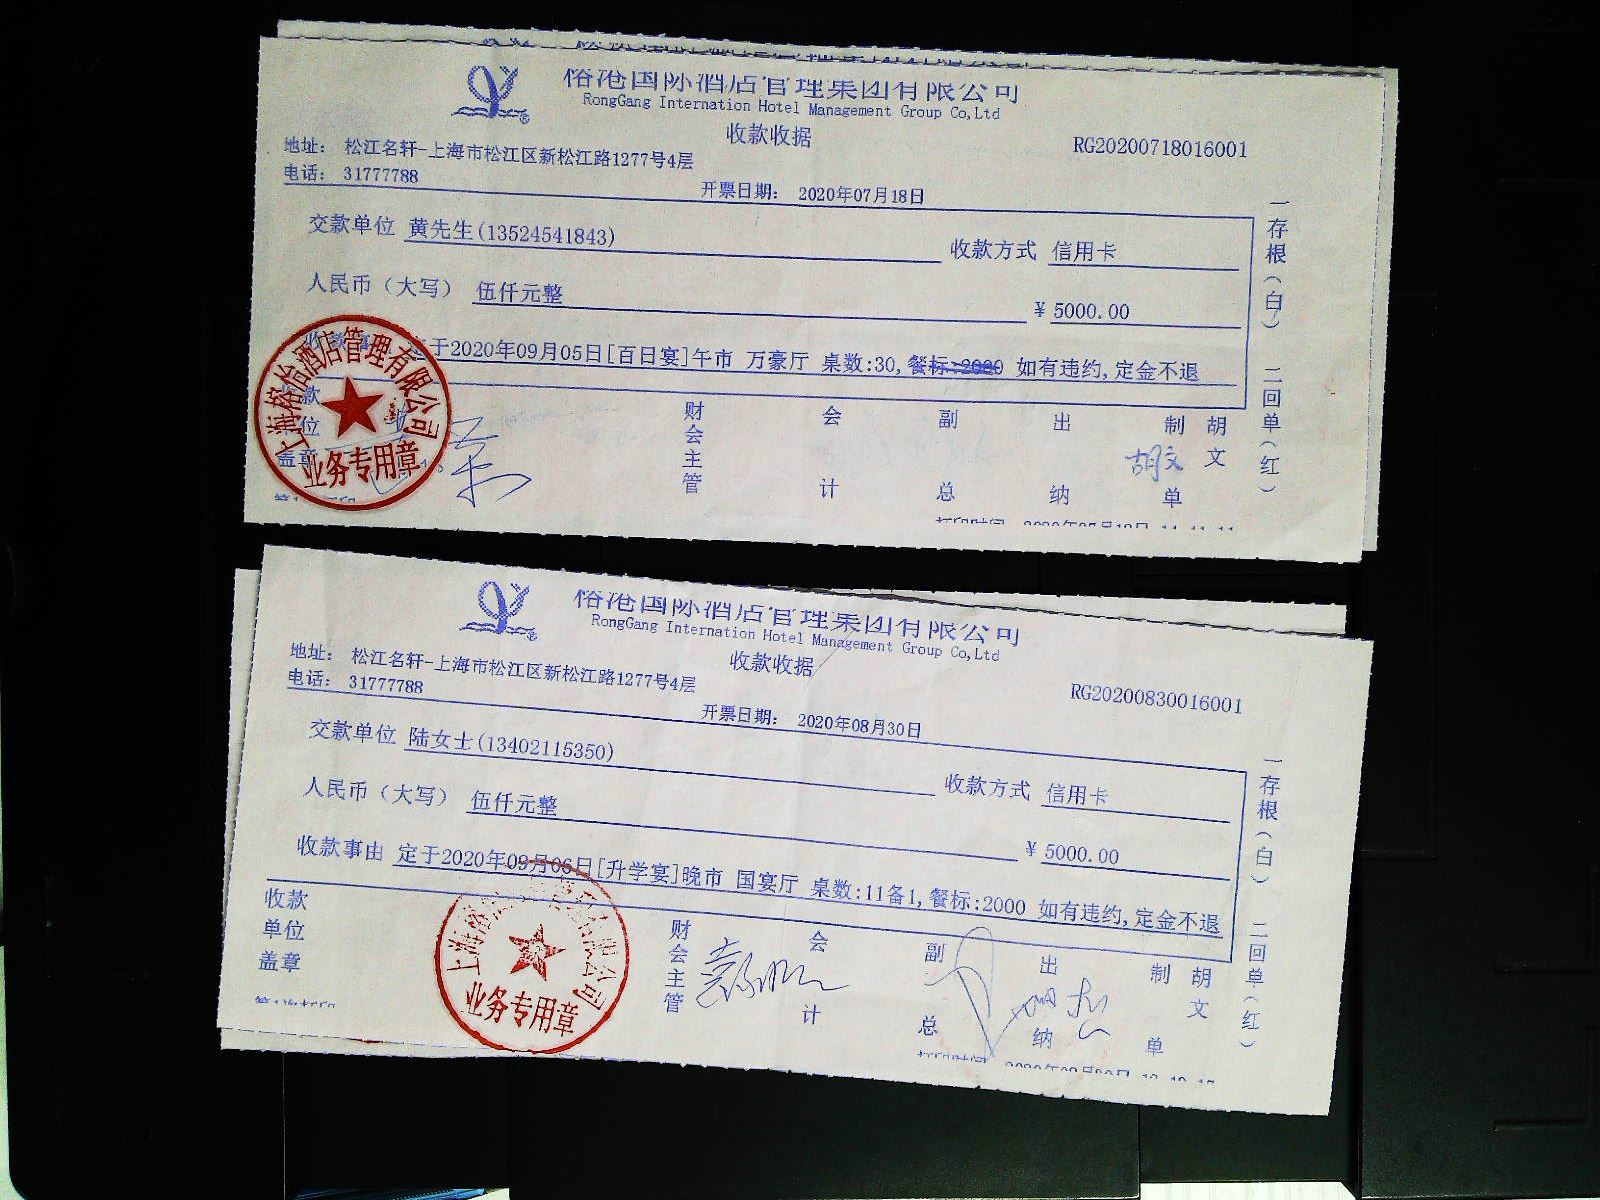 榕港国际酒店管理集团有限公司
RongGang Internation Hotel Management Group Co,Ltd
收款收据
RG20200718016001
地址： 松江名轩-上海市松江区新松江路1277号4层
电话： 31777788
开票日期： 2020年07月18日
交款单位 黄先生(13524541843)
收款方式 信用卡
人民币（大写） 伍仟元整
¥ 5000.00
定于2020年09月05日[百日宴]午市 万豪厅 桌数:30,餐标:2000 如有违约,定金不退
收款单位盖章
财会主管
会计
副总
出纳
制单
胡文
胡文
一存根（白） 二回单（红）
业务专用章
榕港国际酒店管理集团有限公司
RongGang Internation Hotel Management Group Co,Ltd
收款收据
RG20200830016001
地址： 松江名轩-上海市松江区新松江路1277号4层
电话： 31777788
开票日期： 2020年08月30日
交款单位 陆女士(13402115350)
收款方式 信用卡
人民币（大写） 伍仟元整
¥ 5000.00
收款事由 定于2020年09月06日[升学宴]晚市 国宴厅 桌数:11备1,餐标:2000 如有违约,定金不退
收款单位盖章
财会主管
会计
副总
出纳
制单
胡文
一存根（白） 二回单（红）
业务专用章